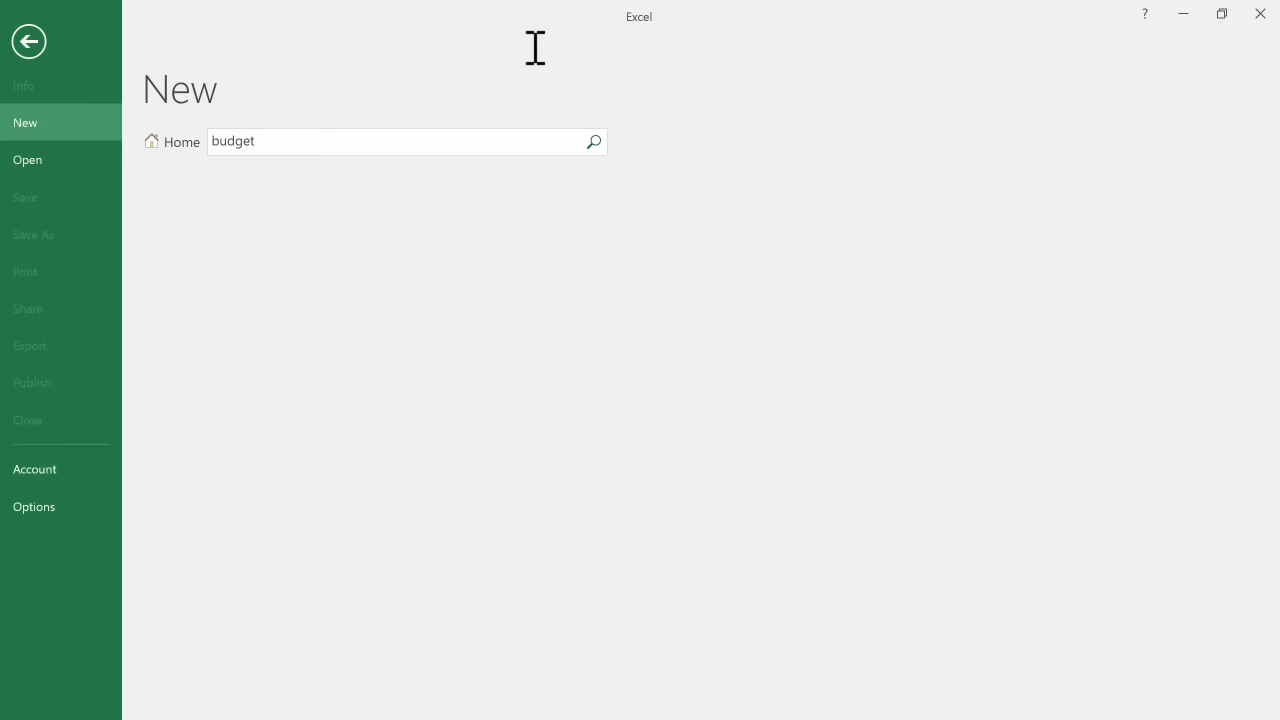 Excel
?
New
Info
New
Open
Save
Save As
Print
Share
Export
Publish
Close
Account
Options
Home
budget